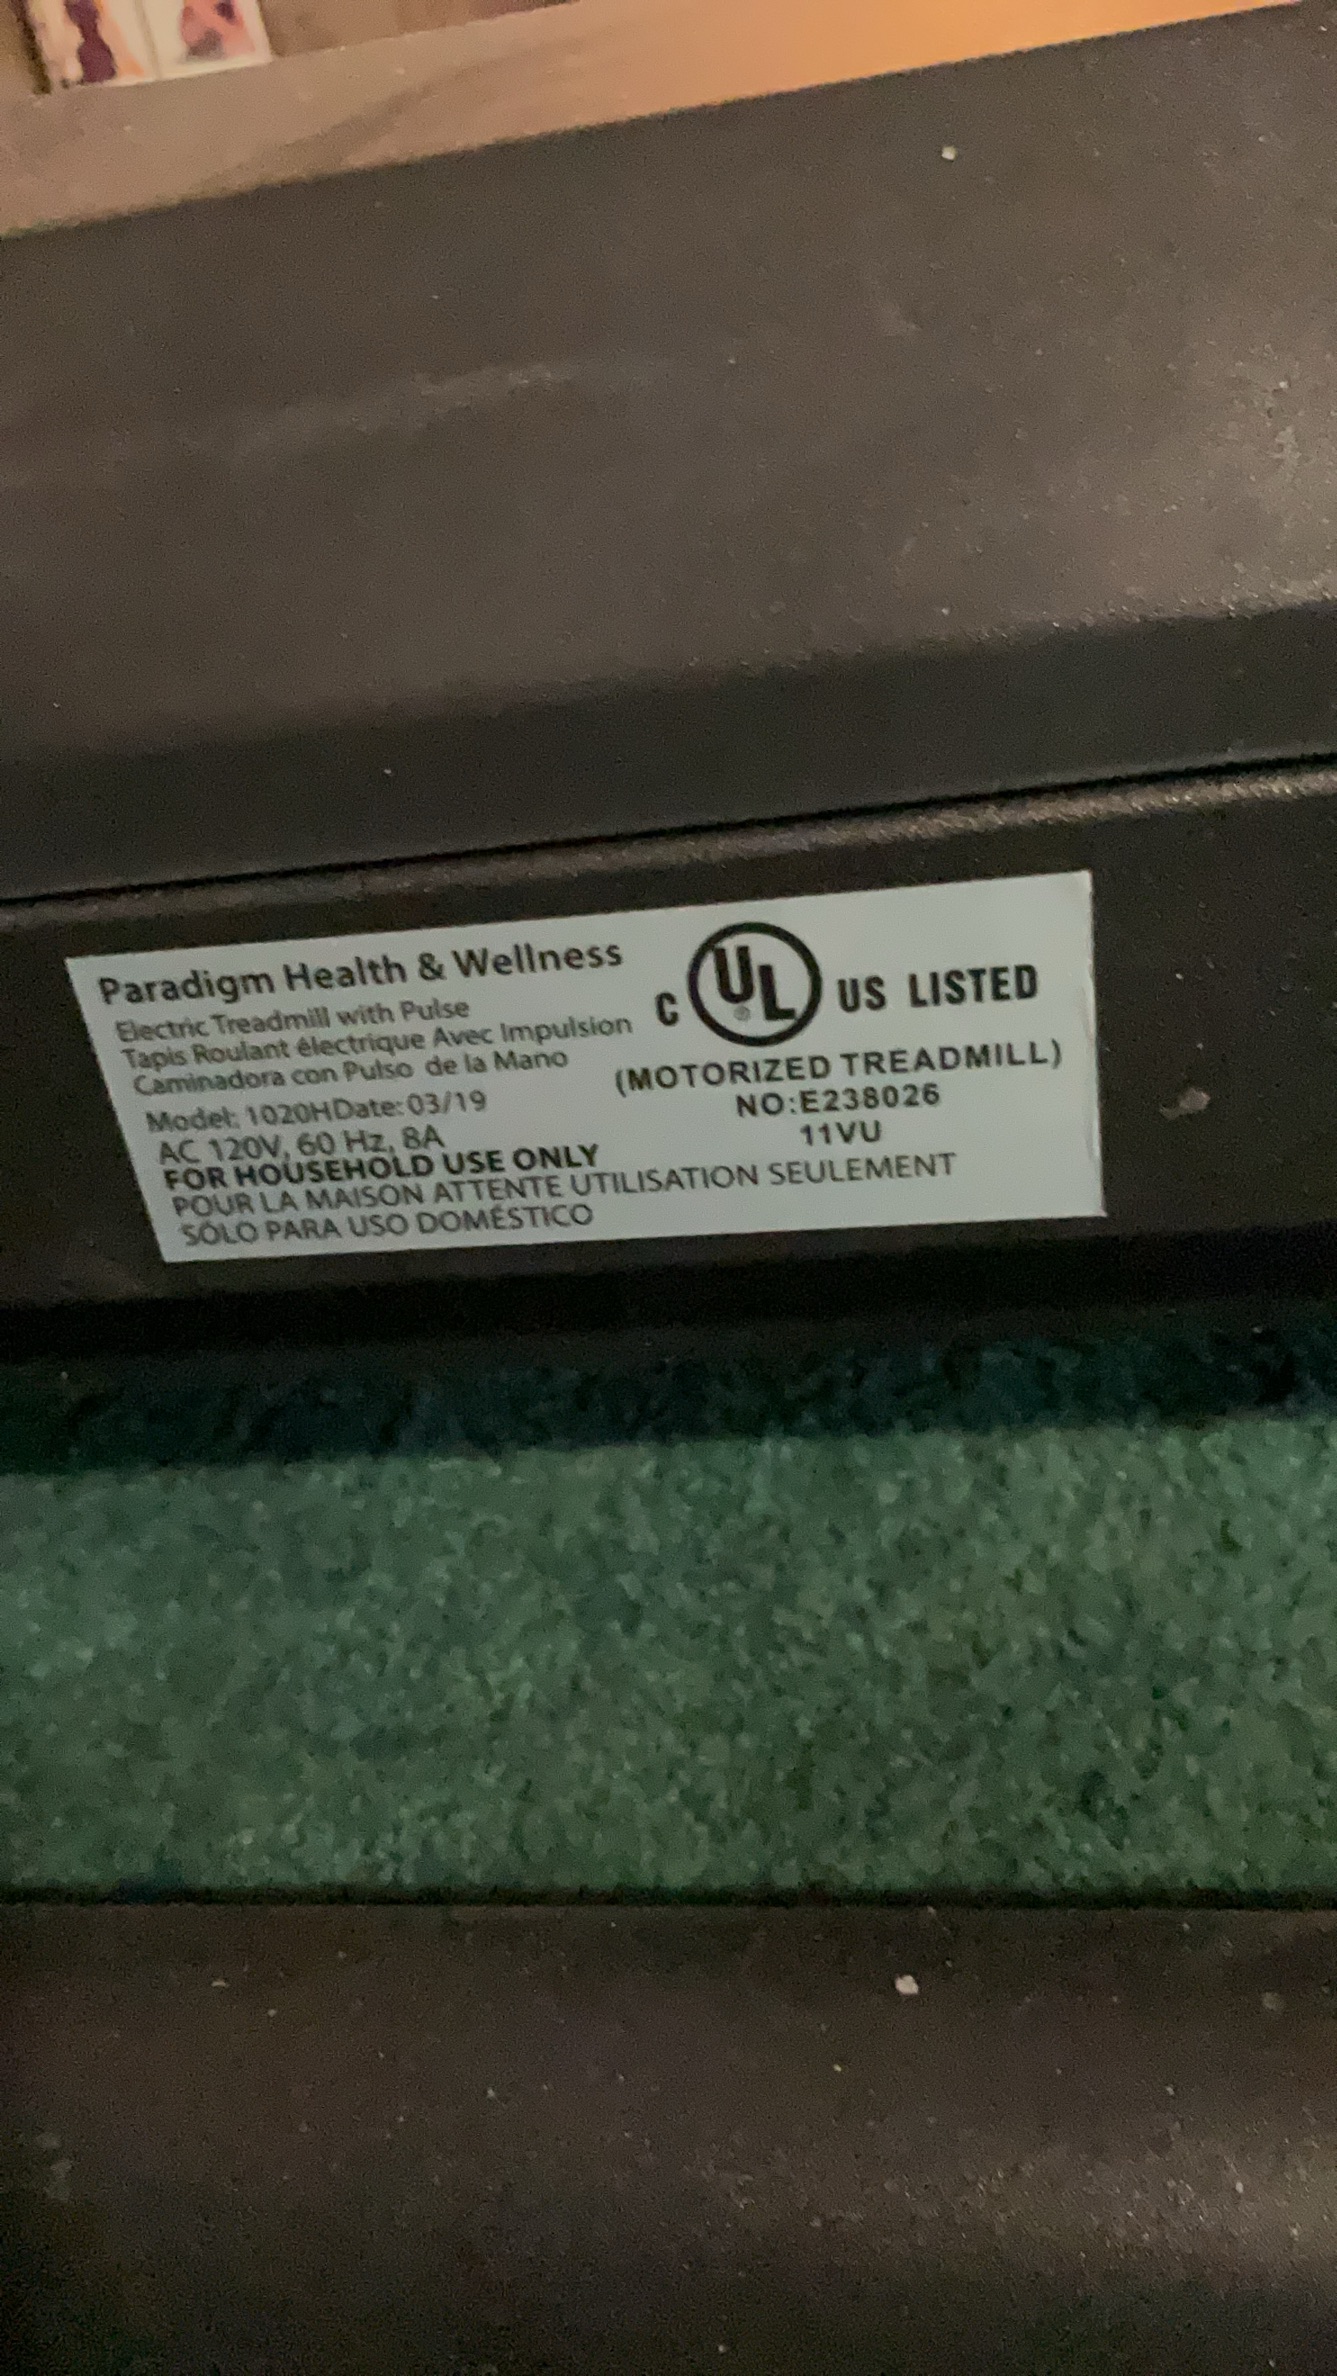 Paradigm Health & Wellness
Electric Treadmill with Pulse
Tapis Roulant électrique Avec Impulsion
Caminadora con Pulso de la Mano
Model: 1020H Date: 03/19
AC 120V, 60 Hz, 8A
FOR HOUSEHOLD USE ONLY
POUR LA MAISON ATTENTE UTILISATION SEULEMENT
SÓLO PARA USO DOMÉSTICO
C UL ® US LISTED
(MOTORIZED TREADMILL)
NO:E238026
11VU